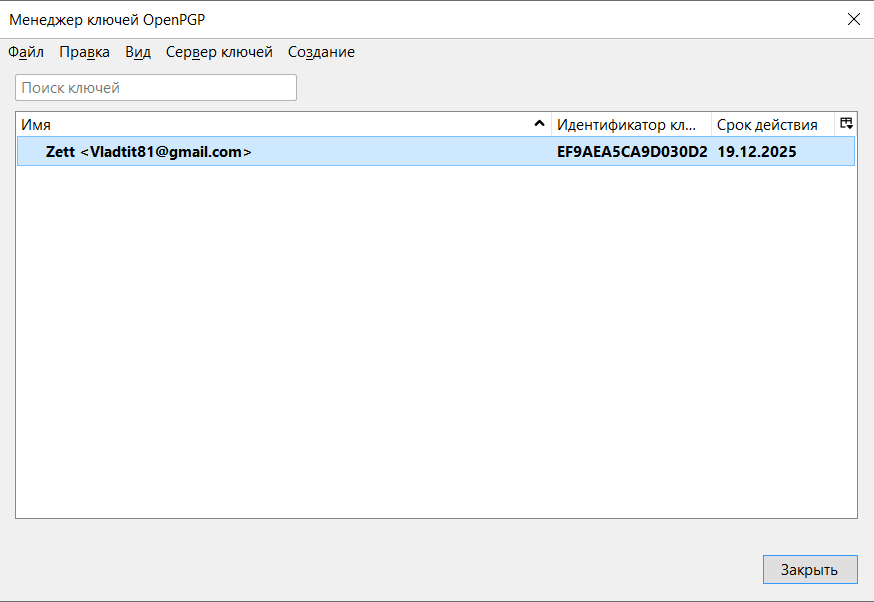 Менеджер ключей OpenPGP
Файл Правка Вид Сервер ключей Создание
Поиск ключей
Имя Идентификатор кл... Срок действия
Zett <Vladtit81@gmail.com> EF9AEA5CA9D030D2 19.12.2025
Закрыть